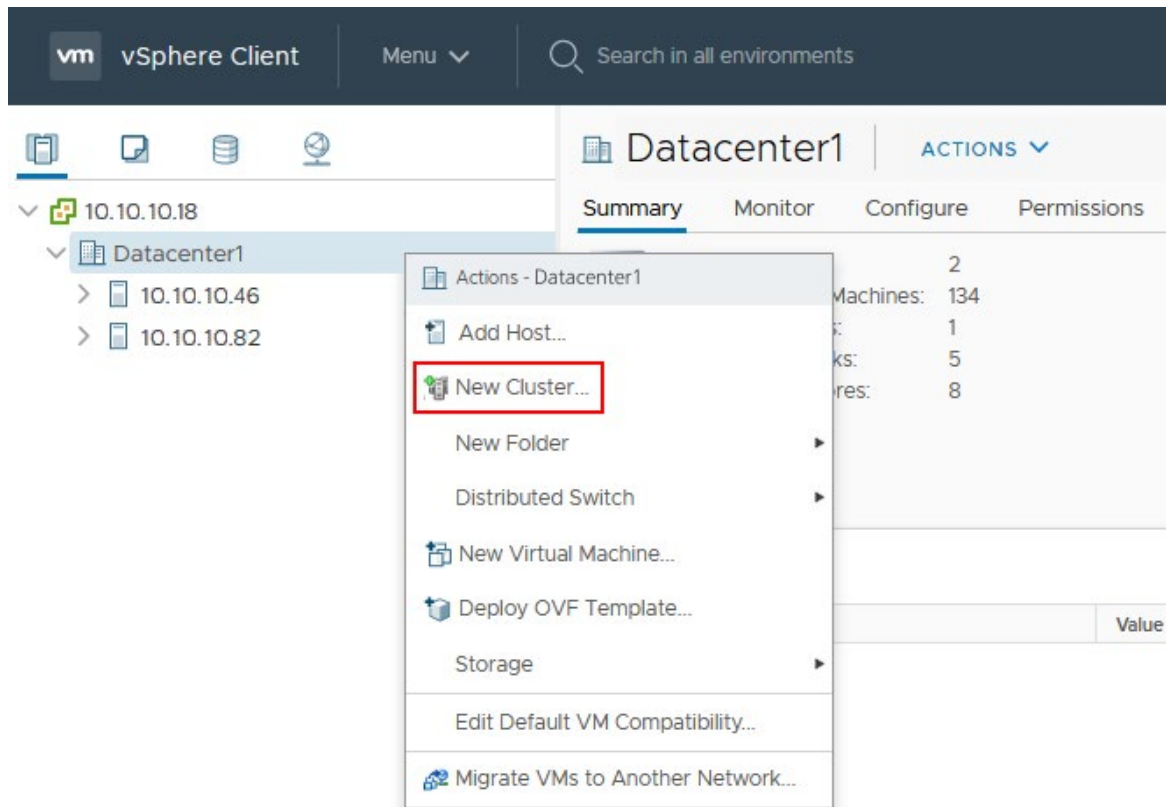 vm vSphere Client Menu Search in all environments
Datacenter1 ACTIONS
10.10.10.18
Summary Monitor Configure Permissions
Datacenter1
10.10.10.46
10.10.10.82
Actions - Datacenter1
2
Machines: 134
1
5
8
Add Host...
New Cluster...
New Folder
Distributed Switch
New Virtual Machine...
Deploy OVF Template...
Value
Storage
Edit Default VM Compatibility...
Migrate VMs to Another Network...